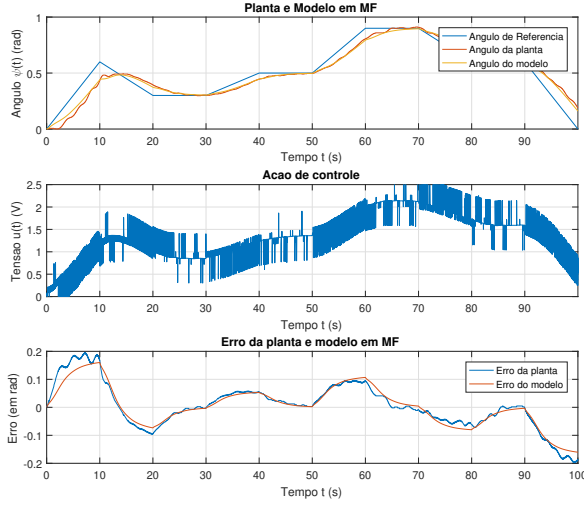 Planta e Modelo em MF
Angulo ψ(t) (rad)
1
0.5
0
Angulo de Referencia
Angulo da planta
Angulo do modelo
0 10 20 30 40 50 60 70 80 90 100
Tempo t (s)
Acao de controle
Tensao u(t) (V)
2.5
2
1.5
1
0.5
0
0 10 20 30 40 50 60 70 80 90 100
Tempo t (s)
Erro da planta e modelo em MF
Erro (em rad)
0.2
0.1
0
-0.1
-0.2
Erro da planta
Erro do modelo
0 10 20 30 40 50 60 70 80 90 100
Tempo t (s)